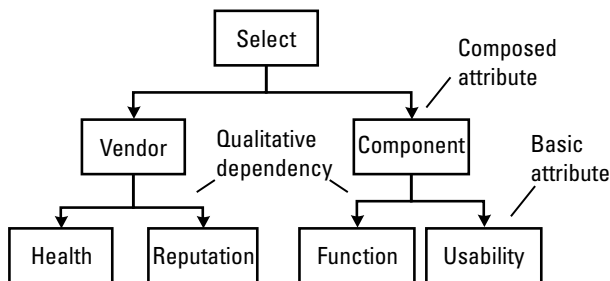 Select
Composed
attribute
Vendor
Qualitative
dependency
Component
Basic
attribute
Health
Reputation
Function
Usability